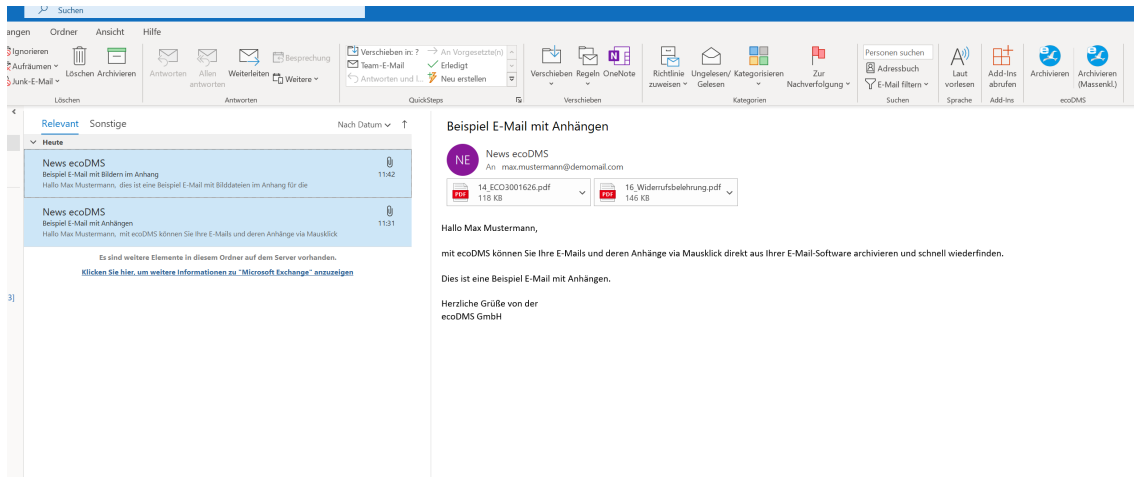 Suchen
angen Ordner Ansicht Hilfe
Ignorieren
Aufräumen
Junk-E-Mail
Löschen Archivieren
Löschen
Antworten Allen antworten Weiterleiten
Besprechung
Weitere
Antworten
Verschieben in: ? An Vorgesetzte(n)
Team-E-Mail Erledigt
Antworten und l... Neu erstellen
QuickSteps
Verschieben Regeln OneNote
Verschieben
Richtlinie zuweisen Ungelesen/ Gelesen Kategorisieren Zur Nachverfolgung
Kategorien
Personen suchen
Adressbuch
E-Mail filtern
Suchen
Laut vorlesen
Sprache
Add-Ins abrufen
Add-Ins
Archivieren Archivieren (Massenkl.)
ecoDMS
Relevant Sonstige Nach Datum
Heute
News ecoDMS
Beispiel E-Mail mit Bildern im Anhang 11:42
Hallo Max Mustermann, dies ist eine Beispiel E-Mail mit Bilddateien im Anhang für die
News ecoDMS
Beispiel E-Mail mit Anhängen 11:31
Hallo Max Mustermann, mit ecoDMS können Sie Ihre E-Mails und deren Anhänge via Mausklick
Es sind weitere Elemente in diesem Ordner auf dem Server vorhanden.
Klicken Sie hier, um weitere Informationen zu "Microsoft Exchange" anzuzeigen
3]
Beispiel E-Mail mit Anhängen
NE
News ecoDMS
An max.mustermann@demomail.com
PDF
14_ECO3001626.pdf
118 KB
PDF
16_Widerrufsbelehrung.pdf
146 KB
Hallo Max Mustermann,
mit ecoDMS können Sie Ihre E-Mails und deren Anhänge via Mausklick direkt aus Ihrer E-Mail-Software archivieren und schnell wiederfinden.
Dies ist eine Beispiel E-Mail mit Anhängen.
Herzliche Grüße von der
ecoDMS GmbH